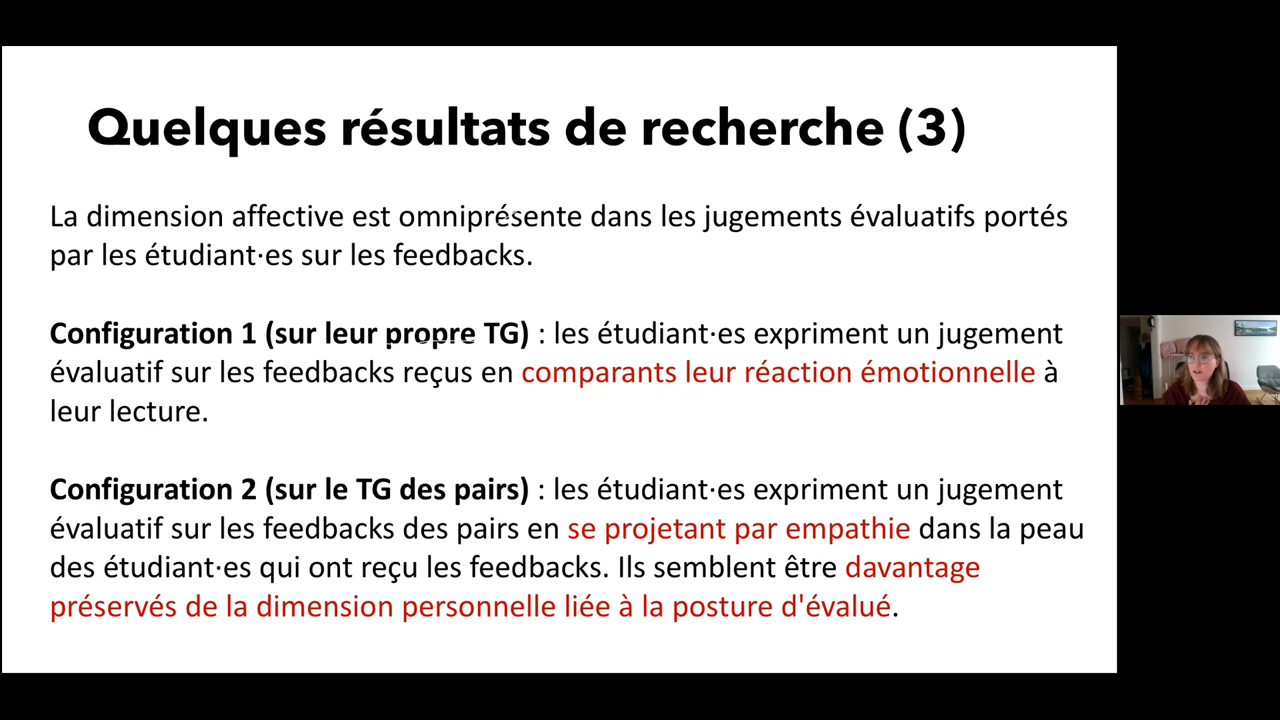 Quelques résultats de recherche (3)
La dimension affective est omniprésente dans les jugements évaluatifs portés
par les étudiant·es sur les feedbacks.
Configuration 1 (sur leur propre TG) : les étudiant·es expriment un jugement
évaluatif sur les feedbacks reçus en comparants leur réaction émotionnelle à
leur lecture.
Configuration 2 (sur le TG des pairs) : les étudiant·es expriment un jugement
évaluatif sur les feedbacks des pairs en se projetant par empathie dans la peau
des étudiant·es qui ont reçu les feedbacks. Ils semblent être davantage
préservés de la dimension personnelle liée à la posture d'évalué.